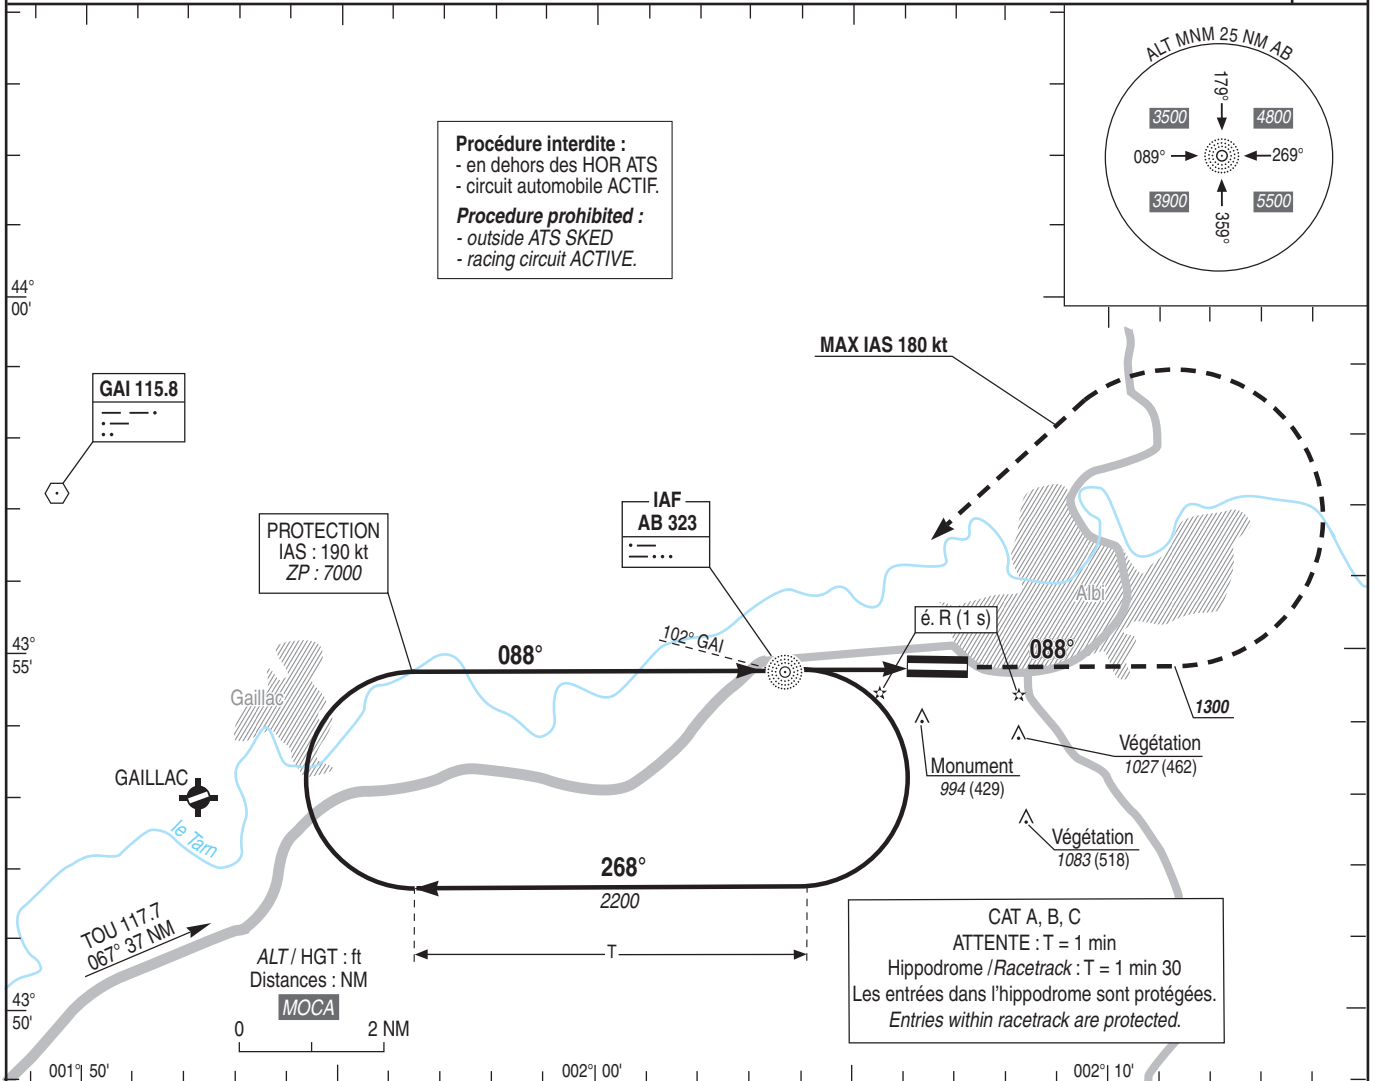 ALT MNM 25 NM AB
179°
3500
4800
089°
269°
3900
5500
359°
Procédure interdite :
- en dehors des HOR ATS
- circuit automobile ACTIF.
Procedure prohibited :
- outside ATS SKED
- racing circuit ACTIVE.
44°
00'
MAX IAS 180 kt
GAI 115.8
IAF
AB 323
PROTECTION
IAS : 190 kt
ZP : 7000
Albi
é. R (1 s)
102° GAI
43°
55'
088°
088°
Gaillac
1300
Végétation
1027 (462)
Monument
994 (429)
GAILLAC
le Tarn
Végétation
1083 (518)
268°
2200
TOU 117.7
067° 37 NM
T
ALT / HGT : ft
Distances : NM
MOCA
0 2 NM
CAT A, B, C
ATTENTE : T = 1 min
Hippodrome /Racetrack : T = 1 min 30
Les entrées dans l'hippodrome sont protégées.
Entries within racetrack are protected.
43°
50'
001° 50'
002° 00'
002° 10'